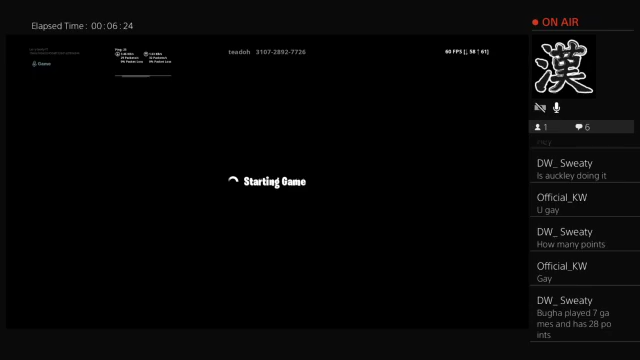 Elapsed Time : 00:06:24
ON AIR
teadoh 3107-2892-7726
60 FPS [
漢
1
6
Hey
DW_ Sweaty
Is auckley doing it
Official_KW
U gay
Starting Game
DW_ Sweaty
How many points
Official_KW
Gay
DW_ Sweaty
Bugha played 7 ga
mes and has 28 po
ints